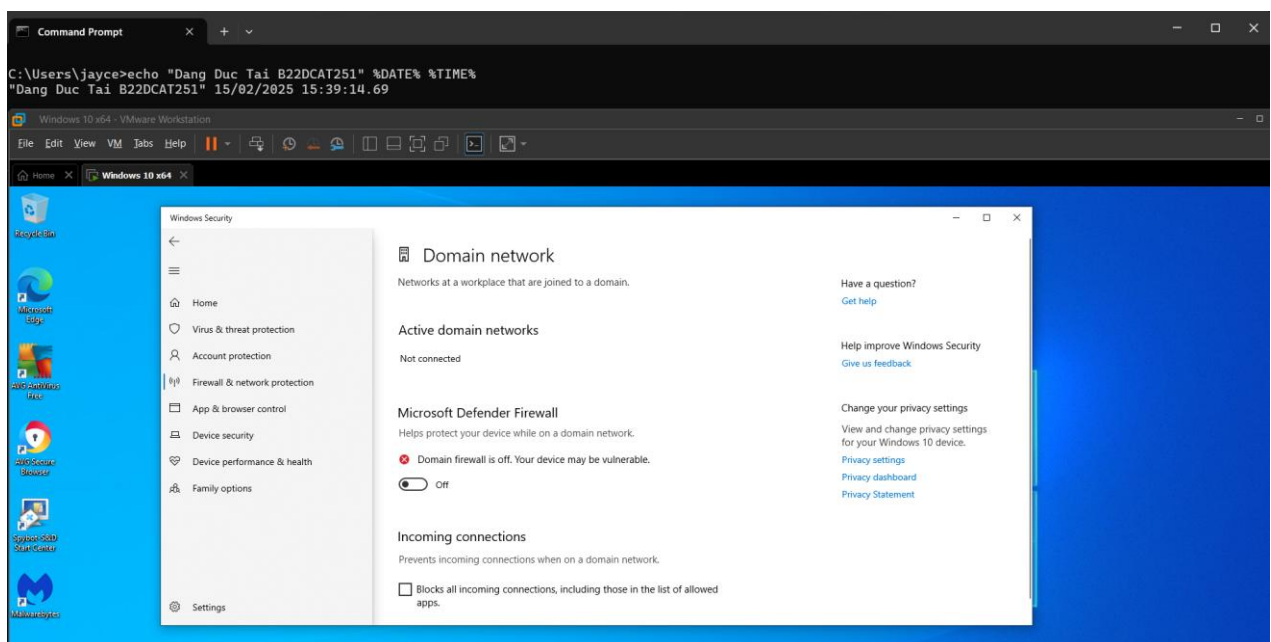 Command Prompt
C:\Users\jayce>echo "Dang Duc Tai B22DCAT251" %DATE% %TIME%
"Dang Duc Tai B22DCAT251" 15/02/2025 15:39:14.69
Windows 10 x64 - VMware Workstation
File Edit View VM Tabs Help
Home Windows 10 x64
Recycle Bin
Microsoft
Edge
AVG AntiVirus
Free
AVG Secure
Browser
Spybot-S&D
Start Center
Malwarebytes
Windows Security
Home
Virus & threat protection
Account protection
Firewall & network protection
App & browser control
Device security
Device performance & health
Family options
Settings
Domain network
Networks at a workplace that are joined to a domain.
Active domain networks
Not connected
Microsoft Defender Firewall
Helps protect your device while on a domain network.
Domain firewall is off. Your device may be vulnerable.
Off
Incoming connections
Prevents incoming connections when on a domain network.
Blocks all incoming connections, including those in the list of allowed
apps.
Have a question?
Get help
Help improve Windows Security
Give us feedback
Change your privacy settings
View and change privacy settings
for your Windows 10 device.
Privacy settings
Privacy dashboard
Privacy Statement